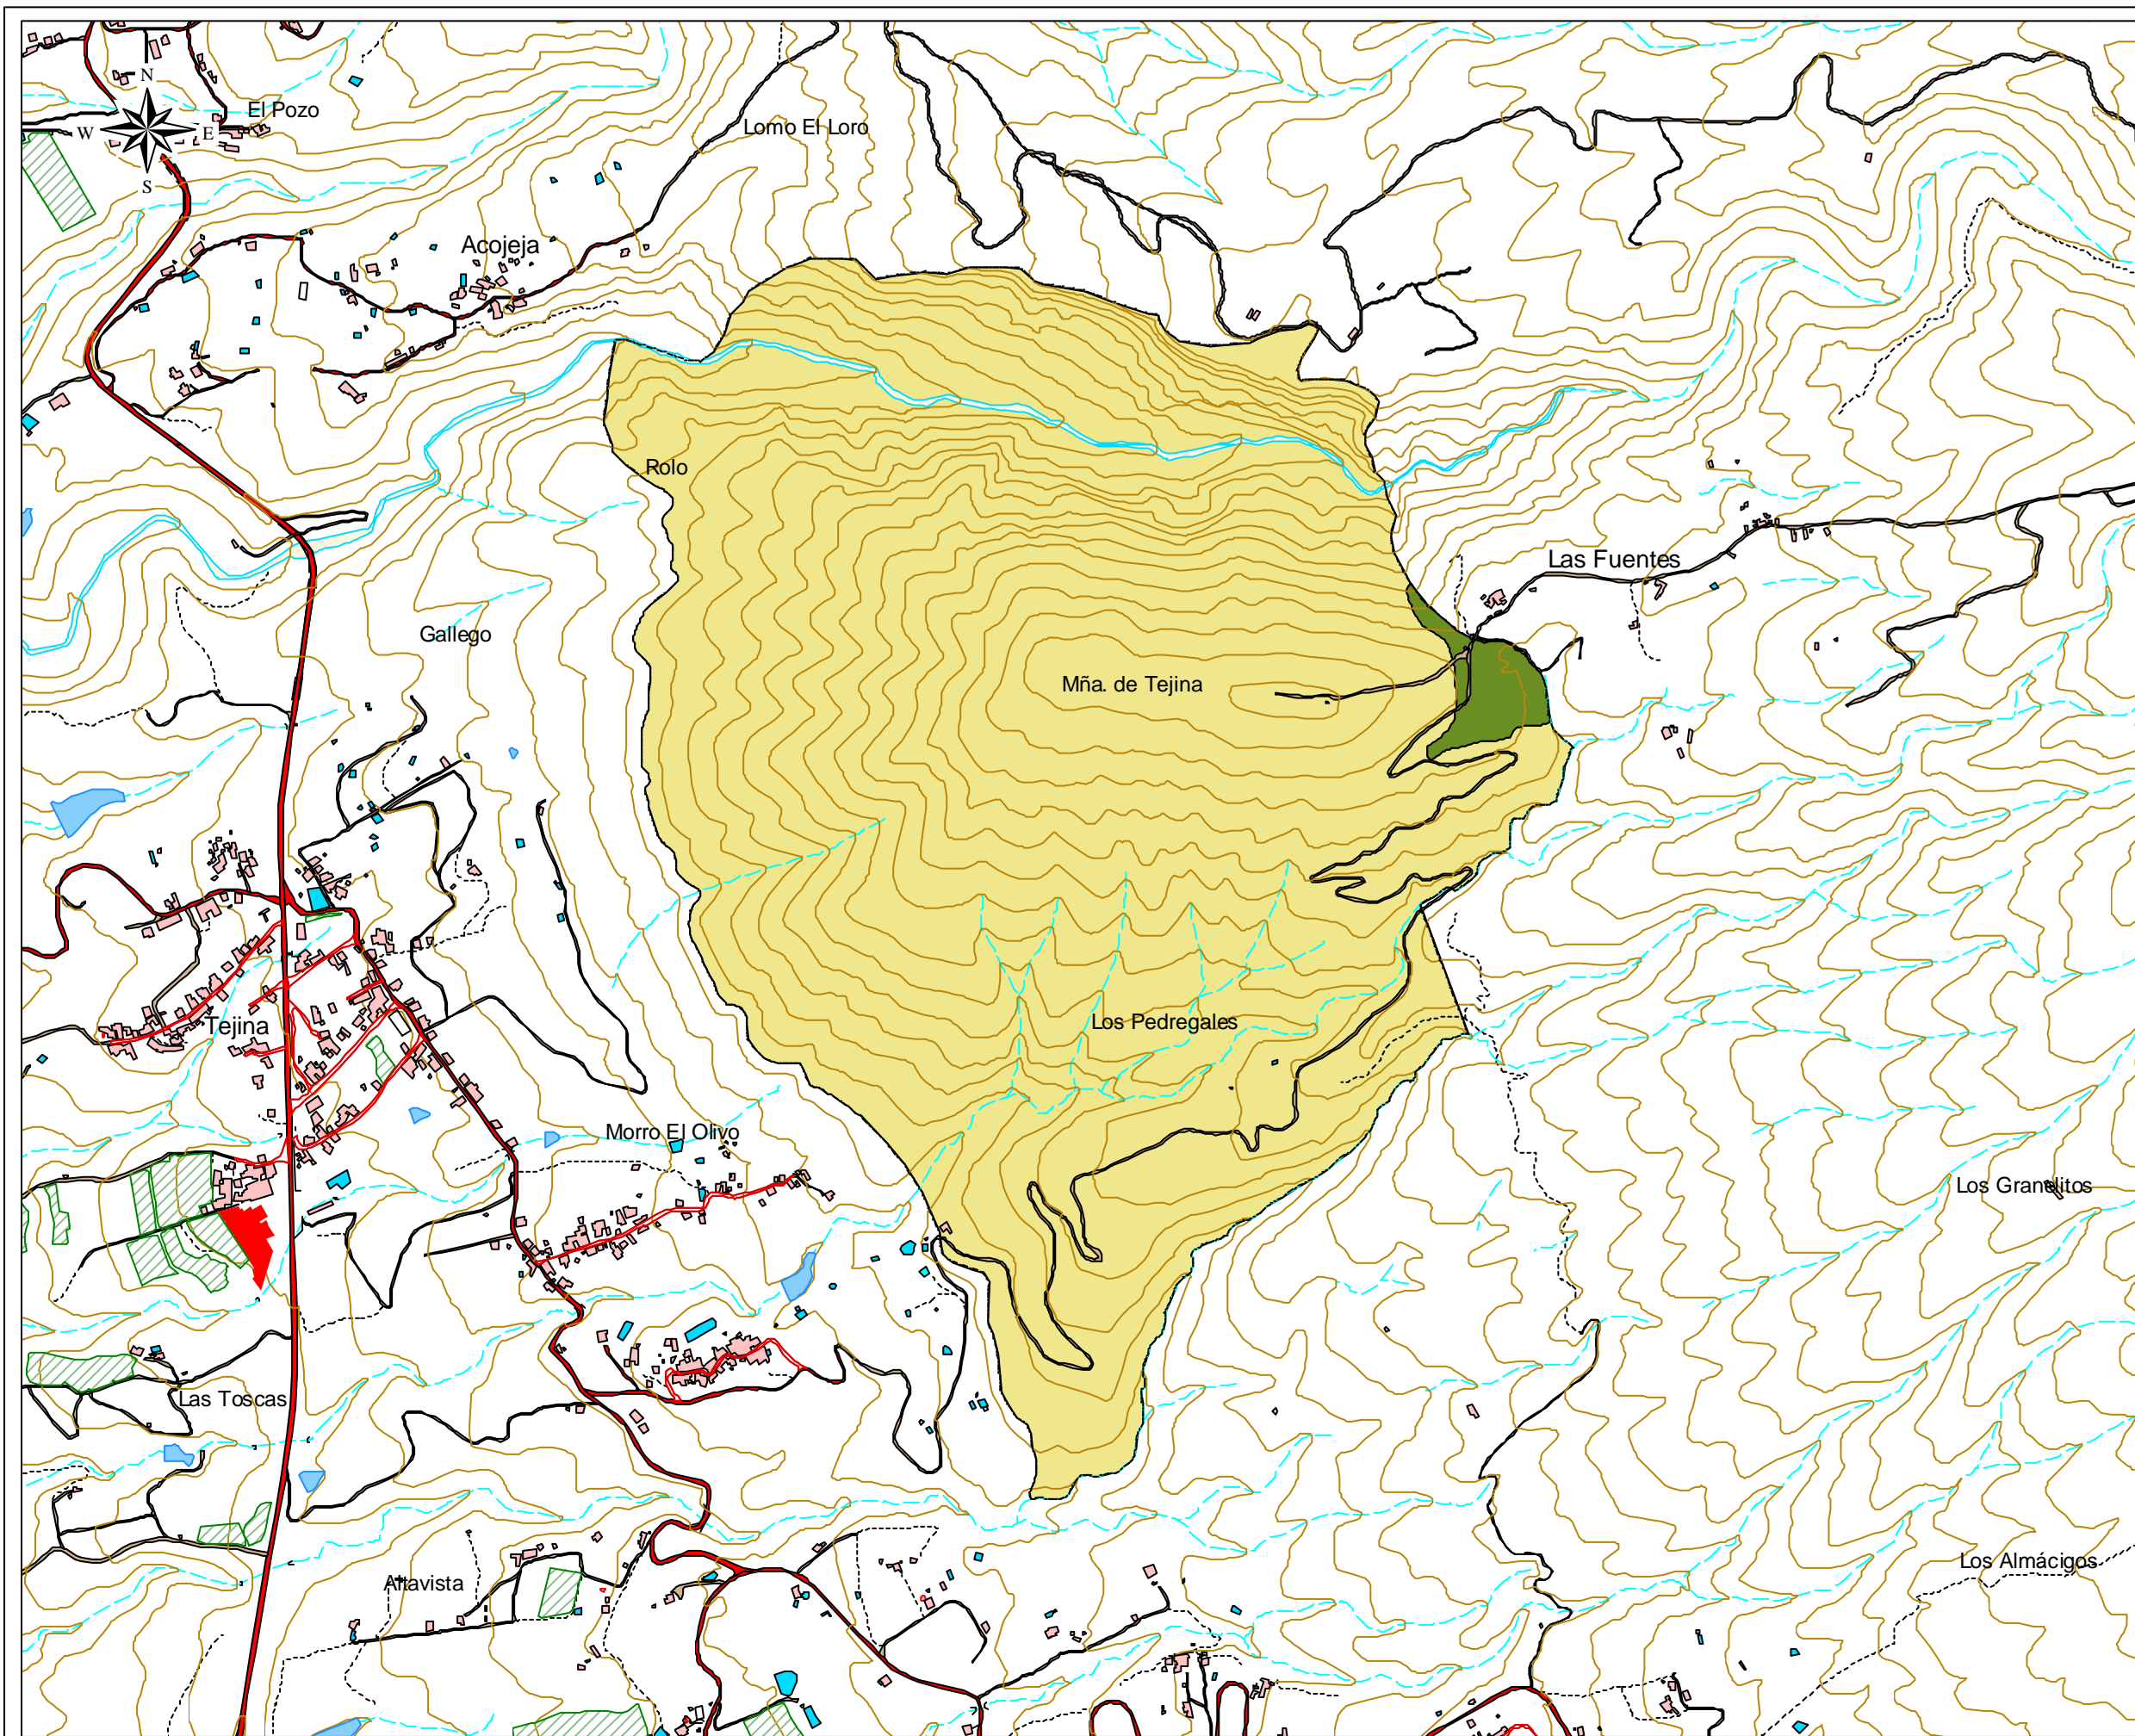 N
El Pozo
W
E
Lomo El Loro
S
Acojeja
Rolo
Las Fuentes
Gallego
Mña. de Tejina
Los Pedregales
Tejina
Morro El Olivo
Los Granelitos
Las Toscas
Los Almácigos
Altavista